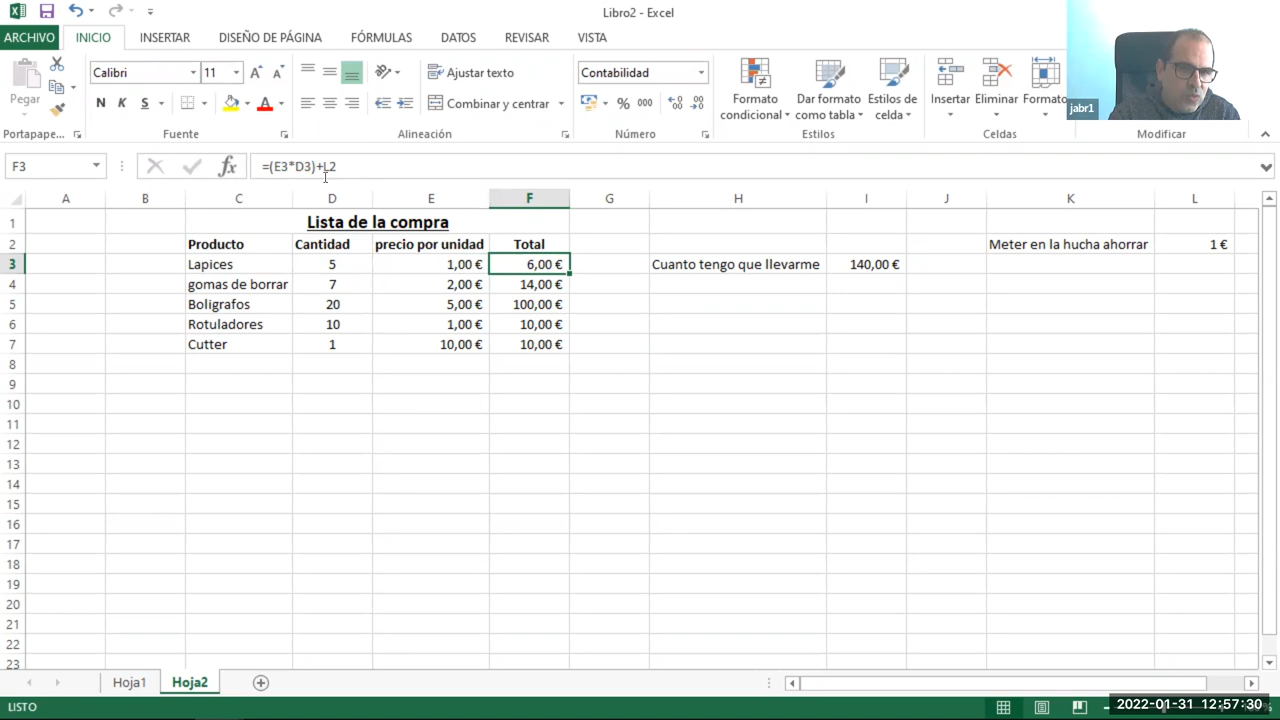 Libro2 - Excel
ARCHIVO INICIO INSERTAR DISEÑO DE PÁGINA FÓRMULAS DATOS REVISAR VISTA
Pegar
Calibri 11
N K S
Ajustar texto
Combinar y centrar
Contabilidad
% 000
Formato condicional
Dar formato como tabla
Estilos de celda
Insertar Eliminar Formato
jabr1
Portapape... Fuente Alineación Número Estilos Celdas Modificar
F3 fx =(E3*D3)+L2
A B C D E F G H I J K L
1 Lista de la compra
2 Producto Cantidad precio por unidad Total Meter en la hucha ahorrar 1 €
3 Lapices 5 1,00 € 6,00 € Cuanto tengo que llevarme 140,00 €
4 gomas de borrar 7 2,00 € 14,00 €
5 Boligrafos 20 5,00 € 100,00 €
6 Rotuladores 10 1,00 € 10,00 €
7 Cutter 1 10,00 € 10,00 €
8
9
10
11
12
13
14
15
16
17
18
19
20
21
22
23
Hoja1 Hoja2
LISTO
2022-01-31 12:57:30